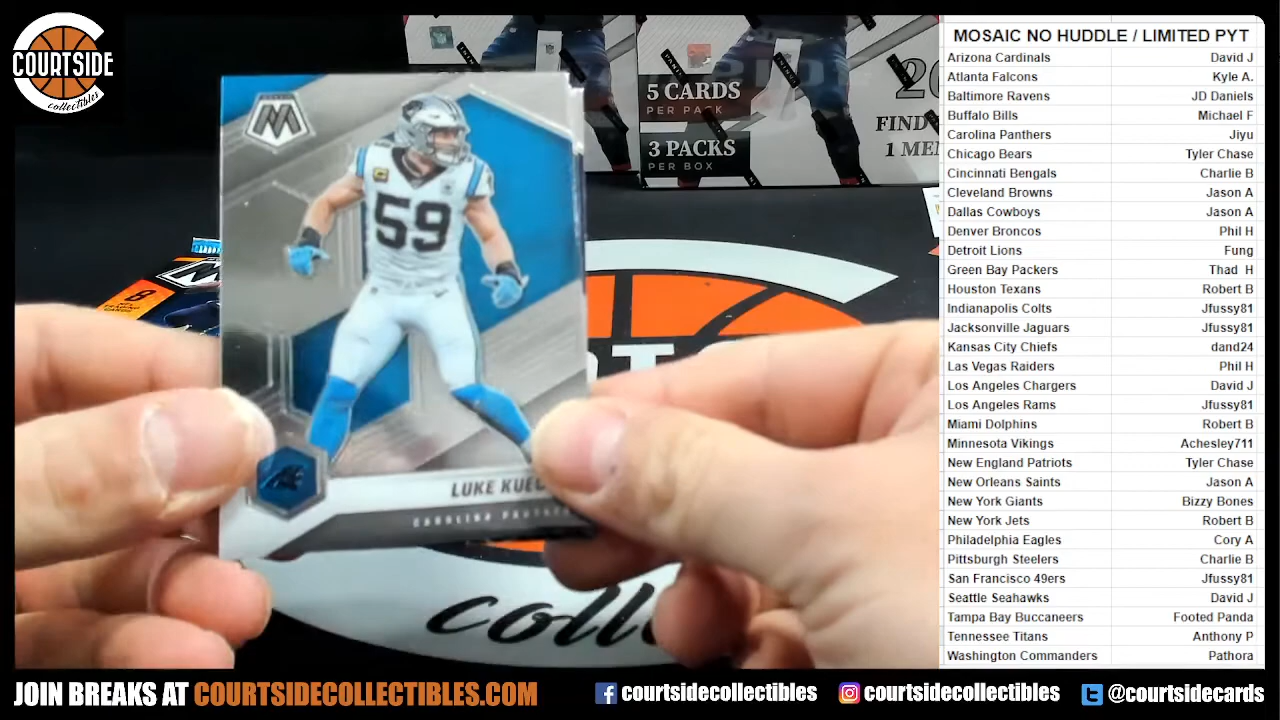 COURTSIDE
collectibles
M
59
LUKE
CAROLINA
8
5 CARDS
PER PACK
3 PACKS
PER BOX
FIND
1
MOSAIC NO HUDDLE / LIMITED PYT
Arizona Cardinals David J
Atlanta Falcons Kyle A.
Baltimore Ravens JD Daniels
Buffalo Bills Michael F
Carolina Panthers Jiyu
Chicago Bears Tyler Chase
Cincinnati Bengals Charlie B
Cleveland Browns Jason A
Dallas Cowboys Jason A
Denver Broncos Phil H
Detroit Lions Fung
Green Bay Packers Thad H
Houston Texans Robert B
Indianapolis Colts Jfussy81
Jacksonville Jaguars Jfussy81
Kansas City Chiefs dand24
Las Vegas Raiders Phil H
Los Angeles Chargers David J
Los Angeles Rams Jfussy81
Miami Dolphins Robert B
Minnesota Vikings Achesley711
New England Patriots Tyler Chase
New Orleans Saints Jason A
New York Giants Bizzy Bones
New York Jets Robert B
Philadelphia Eagles Cory A
Pittsburgh Steelers Charlie B
San Francisco 49ers Jfussy81
Seattle Seahawks David J
Tampa Bay Buccaneers Footed Panda
Tennessee Titans Anthony P
Washington Commanders Pathora
JOIN BREAKS AT COURTSIDECOLLECTIBLES.COM
courtsidecollectibles
courtsidecollectibles
@courtsidecards